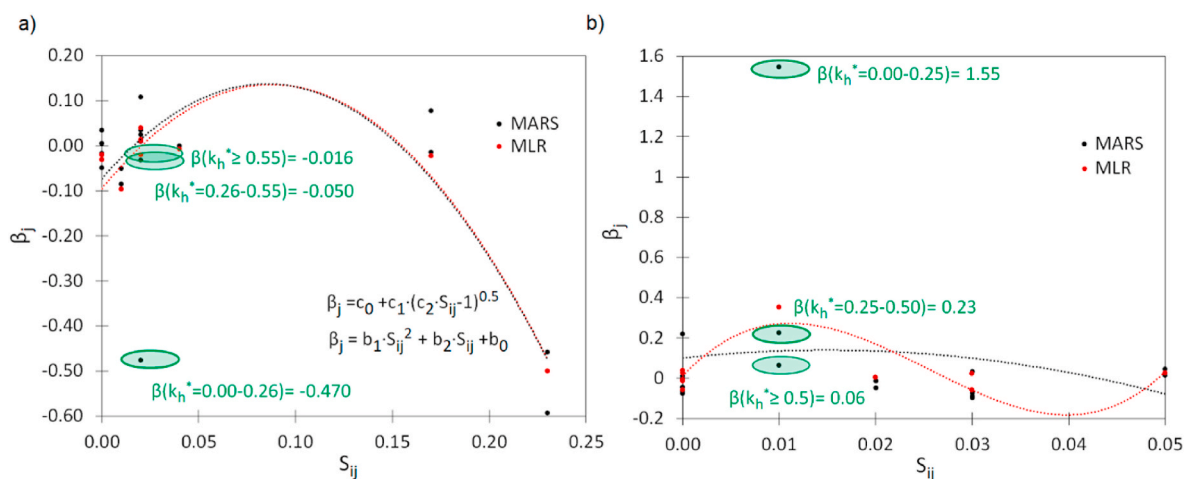 a)
0.20
0.10
0.00
-0.10
-0.20
-0.30
-0.40
-0.50
-0.60
βj
MARS
MLR
β(kh*≥ 0.55)= -0.016
β(kh*=0.26-0.55)= -0.050
βj =c0 +c1·(c2·Sij-1)^0.5
βj = b1·Sij^2 + b2·Sij +b0
β(kh*=0.00-0.26)= -0.470
0.00 0.05 0.10 0.15 0.20 0.25
Sij
b)
1.6
1.4
1.2
1
0.8
0.6
0.4
0.2
0
-0.2
βj
β(kh*=0.00-0.25)= 1.55
MARS
MLR
β(kh*=0.25-0.50)= 0.23
β(kh*≥ 0.5)= 0.06
0.00 0.01 0.02 0.03 0.04 0.05
Sij